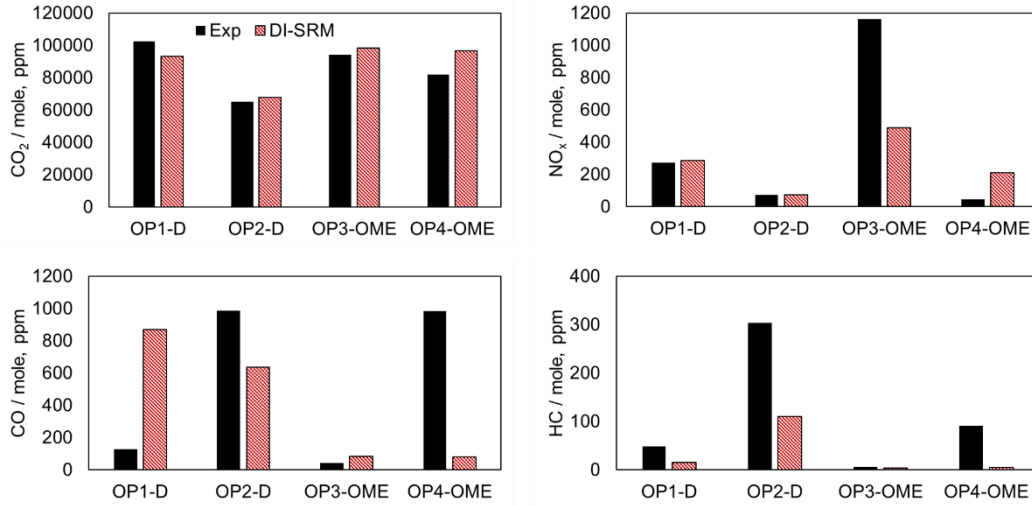 CO2 / mole, ppm
120000
100000
80000
60000
40000
20000
0
Exp DI-SRM
OP1-D OP2-D OP3-OME OP4-OME
NOx / mole, ppm
1200
1000
800
600
400
200
0
OP1-D OP2-D OP3-OME OP4-OME
CO / mole, ppm
1200
1000
800
600
400
200
0
OP1-D OP2-D OP3-OME OP4-OME
HC / mole, ppm
400
300
200
100
0
OP1-D OP2-D OP3-OME OP4-OME